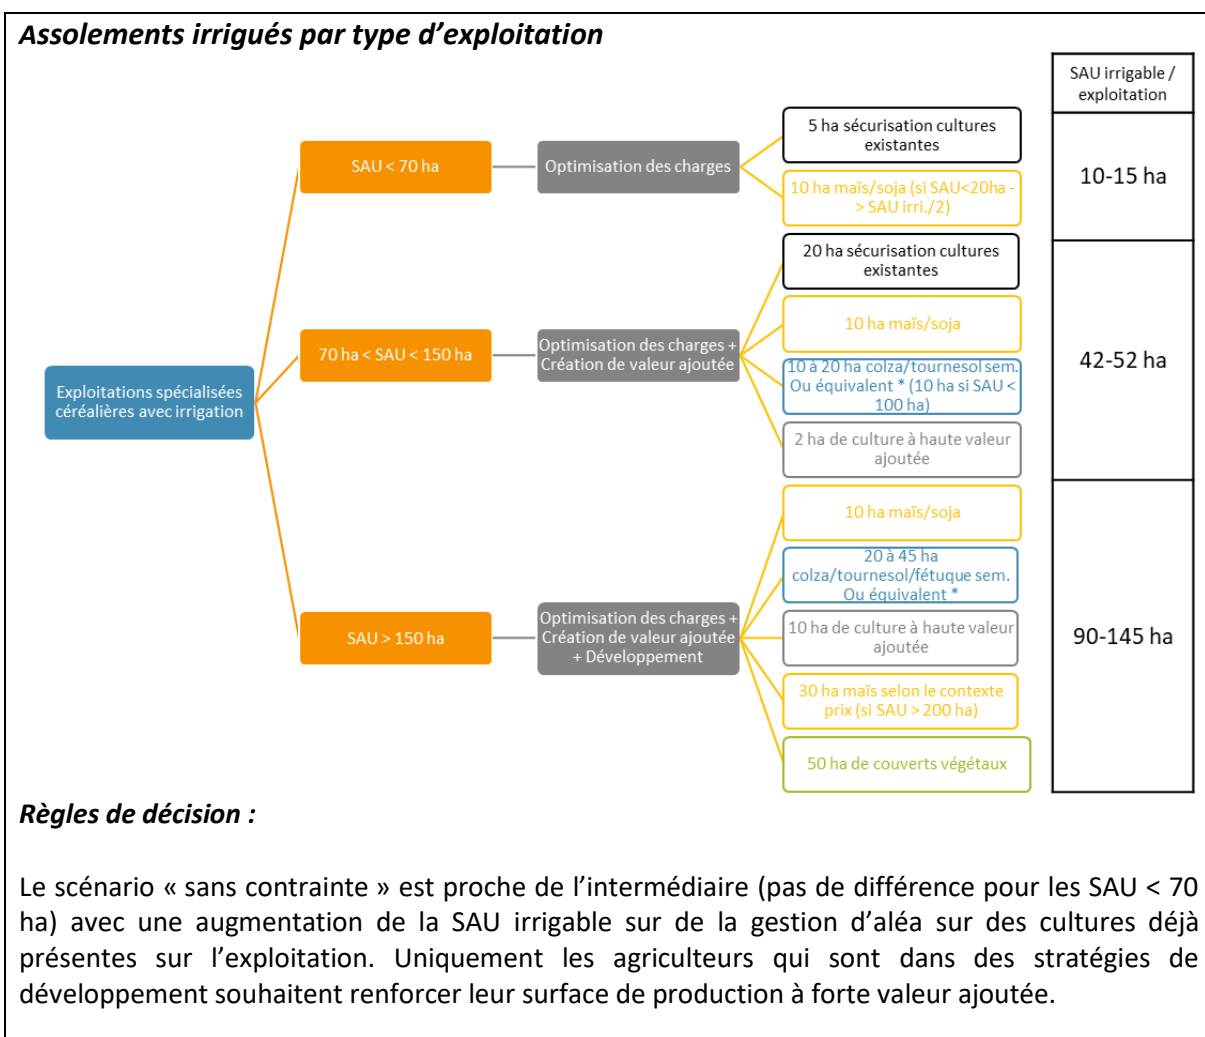 Assolements irrigués par type d’exploitation
SAU irrigable /
exploitation
Exploitations spécialisées
céréalières avec irrigation
SAU < 70 ha
Optimisation des charges
5 ha sécurisation cultures
existantes
10 ha maïs/soja (si SAU<20ha -
> SAU irri./2)
10-15 ha
70 ha < SAU < 150 ha
Optimisation des charges +
Création de valeur ajoutée
20 ha sécurisation cultures
existantes
10 ha maïs/soja
10 à 20 ha colza/tournesol sem.
Ou équivalent * (10 ha si SAU <
100 ha)
2 ha de culture à haute valeur
ajoutée
42-52 ha
SAU > 150 ha
Optimisation des charges +
Création de valeur ajoutée
+ Développement
10 ha maïs/soja
20 à 45 ha
colza/tournesol/fétuque sem.
Ou équivalent *
10 ha de culture à haute valeur
ajoutée
30 ha maïs selon le contexte
prix (si SAU > 200 ha)
50 ha de couverts végétaux
90-145 ha
Règles de décision :
Le scénario « sans contrainte » est proche de l’intermédiaire (pas de différence pour les SAU < 70
ha) avec une augmentation de la SAU irrigable sur de la gestion d’aléa sur des cultures déjà
présentes sur l’exploitation. Uniquement les agriculteurs qui sont dans des stratégies de
développement souhaitent renforcer leur surface de production à forte valeur ajoutée.